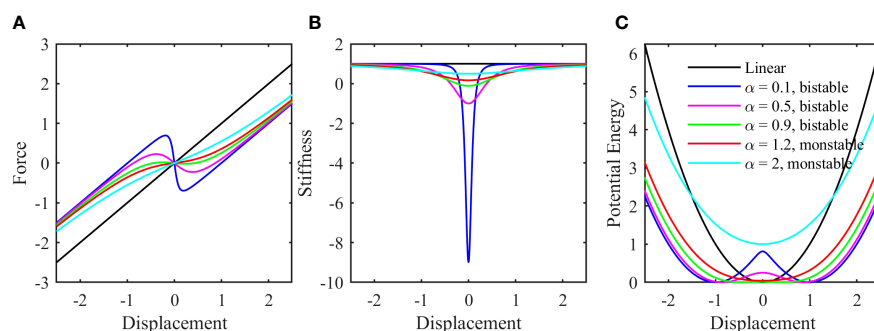 A
B
C
3
2
1
0
-1
-2
-3
Force
-2 -1 0 1 2
Displacement
2
0
-2
-4
-6
-8
-10
Stiffness
-2 -1 0 1 2
Displacement
6
5
4
3
2
1
0
Potential Energy
Linear
α = 0.1, bistable
α = 0.5, bistable
α = 0.9, bistable
α = 1.2, monstable
α = 2, monstable
-2 -1 0 1 2
Displacement